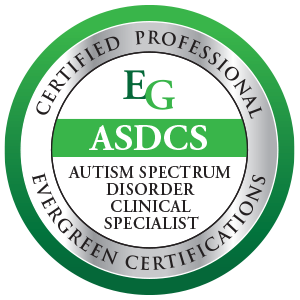 CERTIFIED PROFESSIONAL
EG
ASDCS
AUTISM SPECTRUM
DISORDER
CLINICAL
SPECIALIST
EVERGREEN CERTIFICATIONS